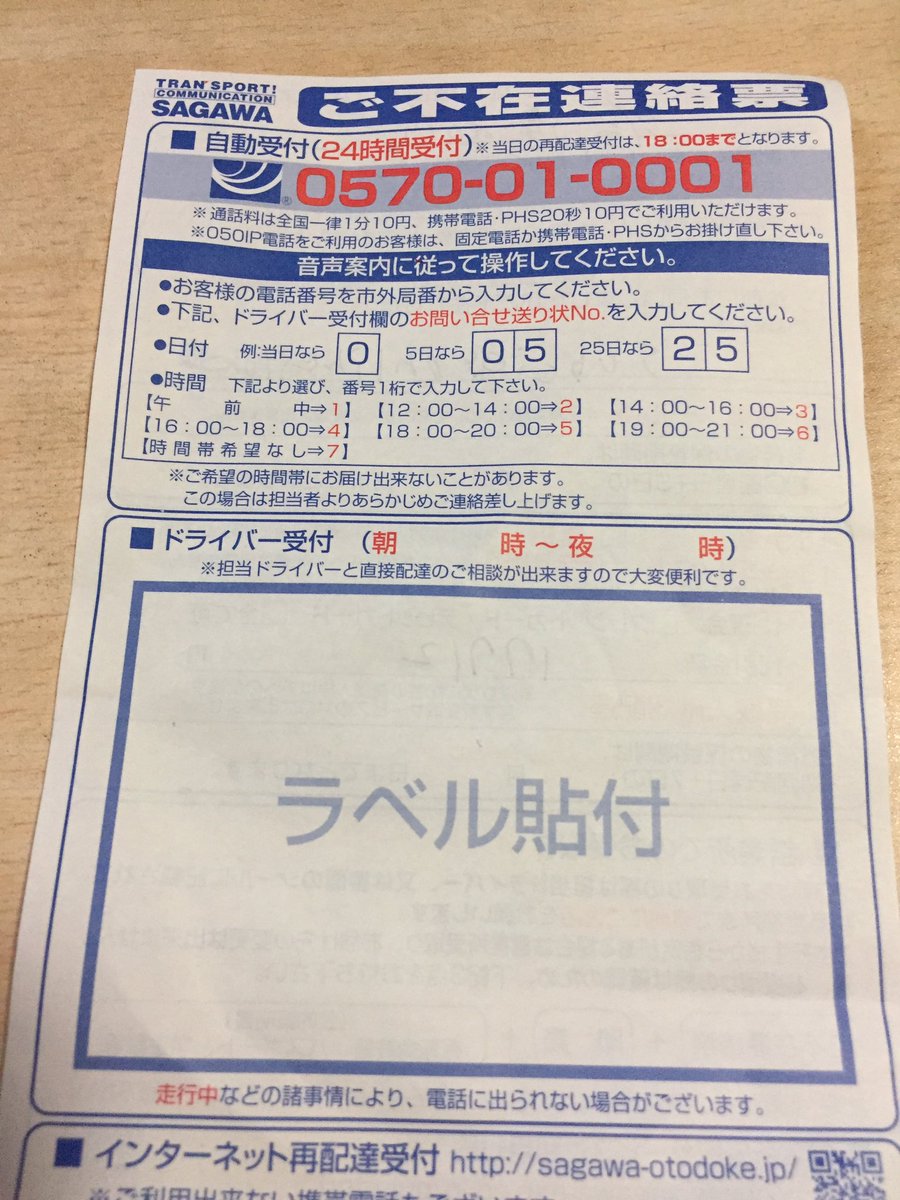 TRANSPORT!
COMMUNICATION
SAGAWA
ご不在連絡票
■ 自動受付(24時間受付) ※当日の再配達受付は、18:00までとなります。
® 0570-01-0001
※通話料は全国一律1分10円、携帯電話・PHS20秒10円でご利用いただけます。
※050IP電話をご利用のお客様は、固定電話か携帯電話・PHSからお掛け直し下さい。
音声案内に従って操作してください。
●お客様の電話番号を市外局番から入力してください。
●下記、ドライバー受付欄のお問い合せ送り状No.を入力してください。
●日付 例:当日なら 0 5日なら 05 25日なら 25
●時間 下記より選び、番号1桁で入力して下さい。
【午前中⇒1】【12:00〜14:00⇒2】【14:00〜16:00⇒3】
【16:00〜18:00⇒4】【18:00〜20:00⇒5】【19:00〜21:00⇒6】
【時間帯希望なし⇒7】
※ご希望の時間帯にお届け出来ないことがあります。
この場合は担当者よりあらかじめご連絡差し上げます。
■ ドライバー受付 (朝 時〜夜 時)
※担当ドライバーと直接配達のご相談が出来ますので大変便利です。
ラベル貼付
走行中などの諸事情により、電話に出られない場合がございます。
■ インターネット再配達受付 http://sagawa-otodoke.jp/
※ご利用出来ない携帯電話もございます